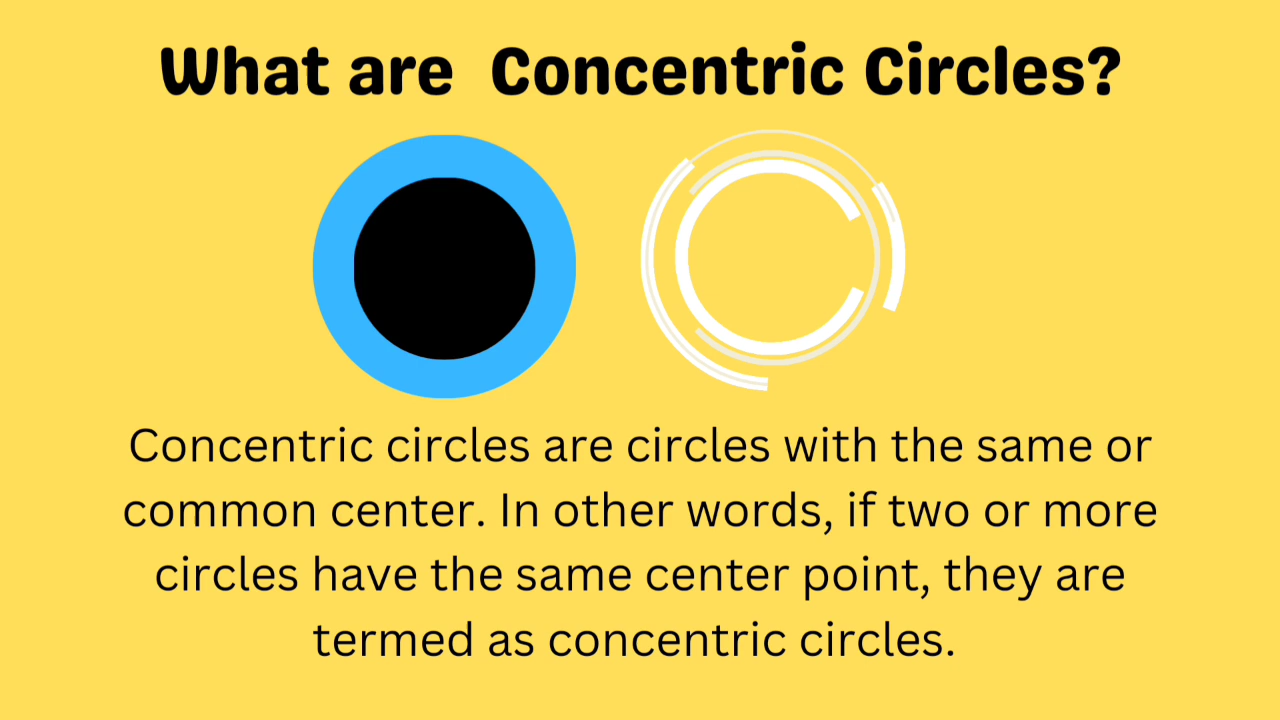 What are  Concentric Circles?
Concentric circles are circles with the same or
common center. In other words, if two or more
circles have the same center point, they are
termed as concentric circles.